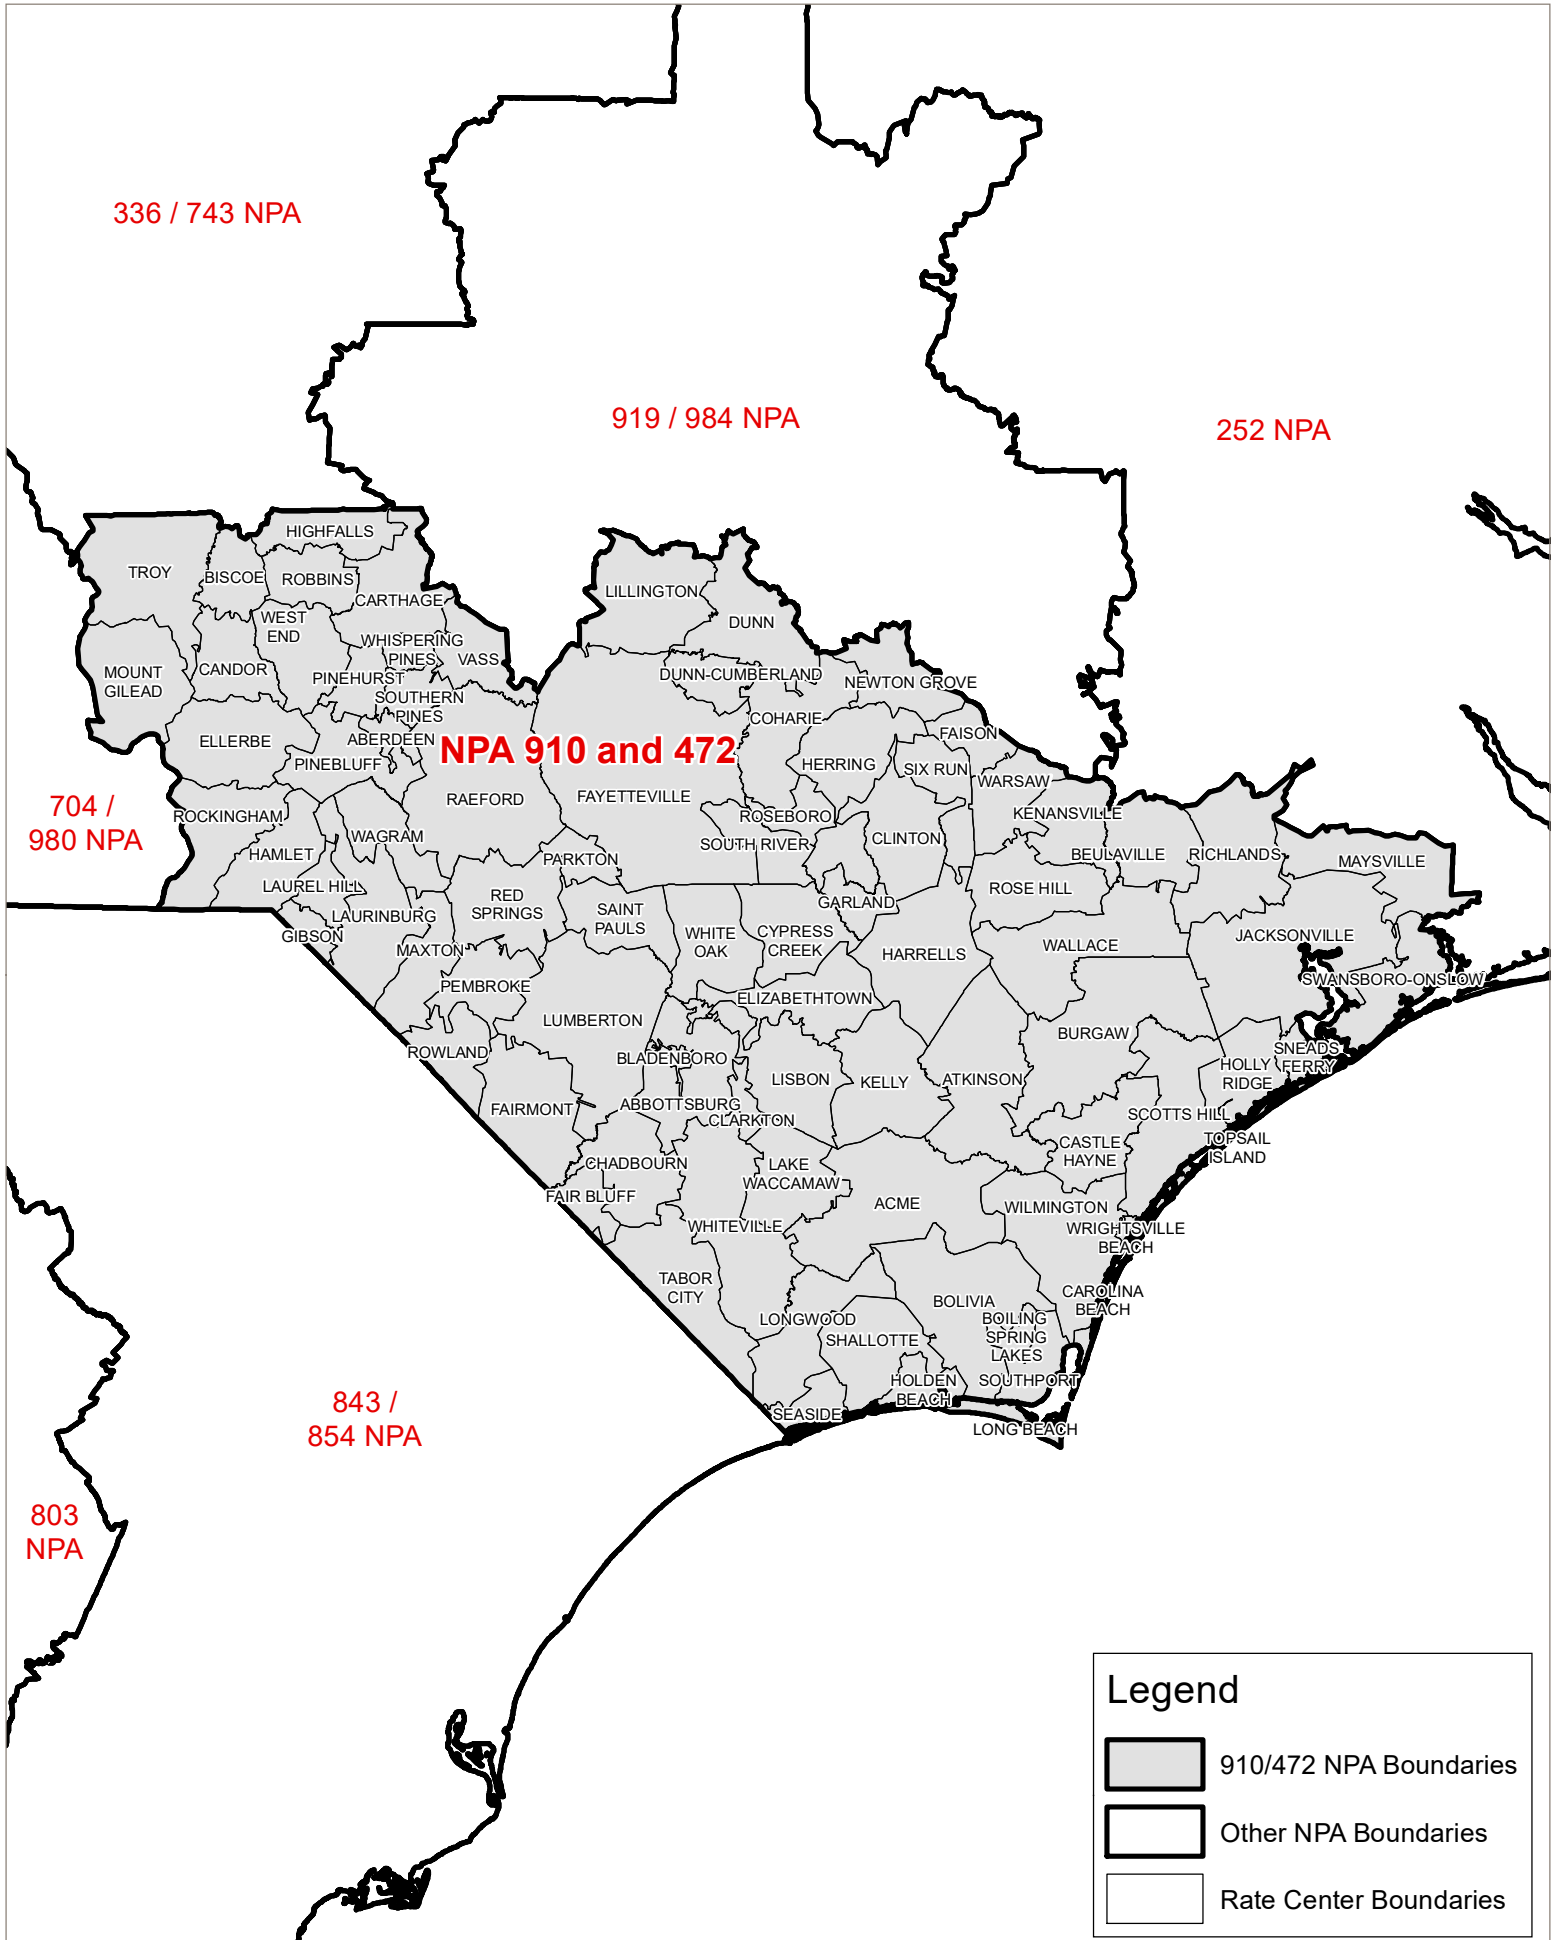 336 / 743 NPA
919 / 984 NPA
252 NPA
HIGHFALLS
TROY
BISCOE
ROBBINS
CARTHAGE
LILLINGTON
DUNN
WEST
END
WHISPERING
PINES
VASS
MOUNT
GILEAD
CANDOR
PINEHURST
SOUTHERN
PINES
DUNN-CUMBERLAND
NEWTON GROVE
COHARIE
FAISON
ELLERBE
ABERDEEN
PINEBLUFF
NPA 910 and 472
HERRING
SIX RUN
WARSAW
RAEFORD
FAYETTEVILLE
704 /
980 NPA
ROCKINGHAM
ROSEBORO
KENANSVILLE
WAGRAM
SOUTH RIVER
CLINTON
HAMLET
PARKTON
BEULAVILLE
RICHLANDS
MAYSVILLE
LAUREL HILL
RED
SPRINGS
GARLAND
ROSE HILL
LAURINBURG
SAINT
PAULS
GIBSON
WHITE
OAK
CYPRESS
CREEK
JACKSONVILLE
MAXTON
HARRELLS
WALLACE
PEMBROKE
ELIZABETHTOWN
SWANSBORO-ONSLOW
LUMBERTON
BURGAW
ROWLAND
BLADENBORO
SNEADS
FERRY
HOLLY
RIDGE
LISBON
KELLY
ATKINSON
FAIRMONT
ABBOTTSBURG
CLARKTON
SCOTTS HILL
CASTLE
HAYNE
TOPSAIL
ISLAND
CHADBOURN
LAKE
WACCAMAW
FAIR BLUFF
ACME
WILMINGTON
WHITEVILLE
WRIGHTSVILLE
BEACH
TABOR
CITY
CAROLINA
BEACH
BOLIVIA
LONGWOOD
BOILING
SPRING
LAKES
SHALLOTTE
HOLDEN
BEACH
SOUTHPORT
SEASIDE
LONG BEACH
843 /
854 NPA
803
NPA
Legend
910/472 NPA Boundaries
Other NPA Boundaries
Rate Center Boundaries